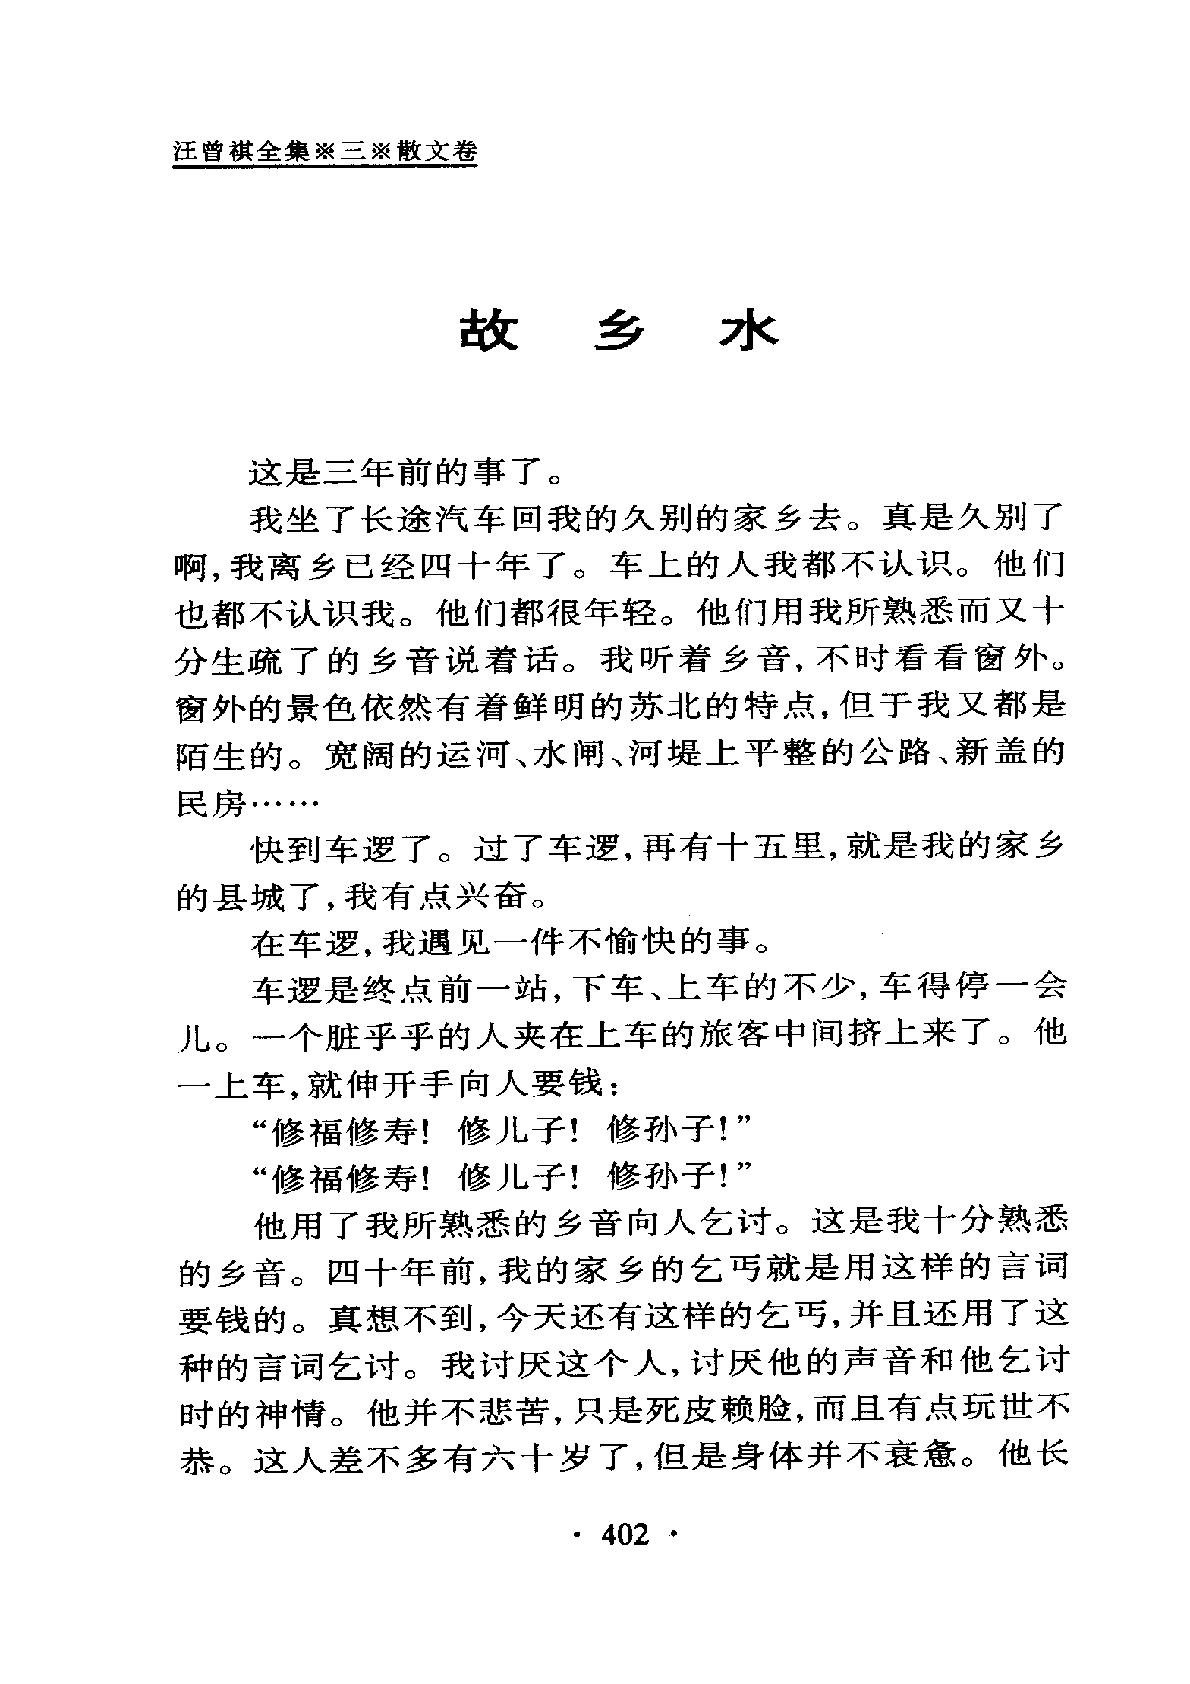 汪曾祺全集※三※散文卷
故 乡 水
这是三年前的事了。
我坐了长途汽车回我的久别的家乡去。真是久别了
啊,我离乡已经四十年了。车上的人我都不认识。他们
也都不认识我。他们都很年轻。他们用我所熟悉而又十
分生疏了的乡音说着话。我听着乡音,不时看看窗外。
窗外的景色依然有着鲜明的苏北的特点,但于我又都是
陌生的。宽阔的运河、水闸、河堤上平整的公路、新盖的
民房……
快到车逻了。过了车逻,再有十五里,就是我的家乡
的县城了,我有点兴奋。
在车逻,我遇见一件不愉快的事。
车逻是终点前一站,下车、上车的不少,车得停一会
儿。一个脏乎乎的人夹在上车的旅客中间挤上来了。他
一上车,就伸开手向人要钱:
“修福修寿! 修儿子! 修孙子!”
“修福修寿! 修儿子! 修孙子!”
他用了我所熟悉的乡音向人乞讨。这是我十分熟悉
的乡音。四十年前,我的家乡的乞丐就是用这样的言词
要钱的。真想不到,今天还有这样的乞丐,并且还用了这
种的言词乞讨。我讨厌这个人,讨厌他的声音和他乞讨
时的神情。他并不悲苦,只是死皮赖脸,而且有点玩世不
恭。这人差不多有六十岁了,但是身体并不衰惫。他长
· 402 ·